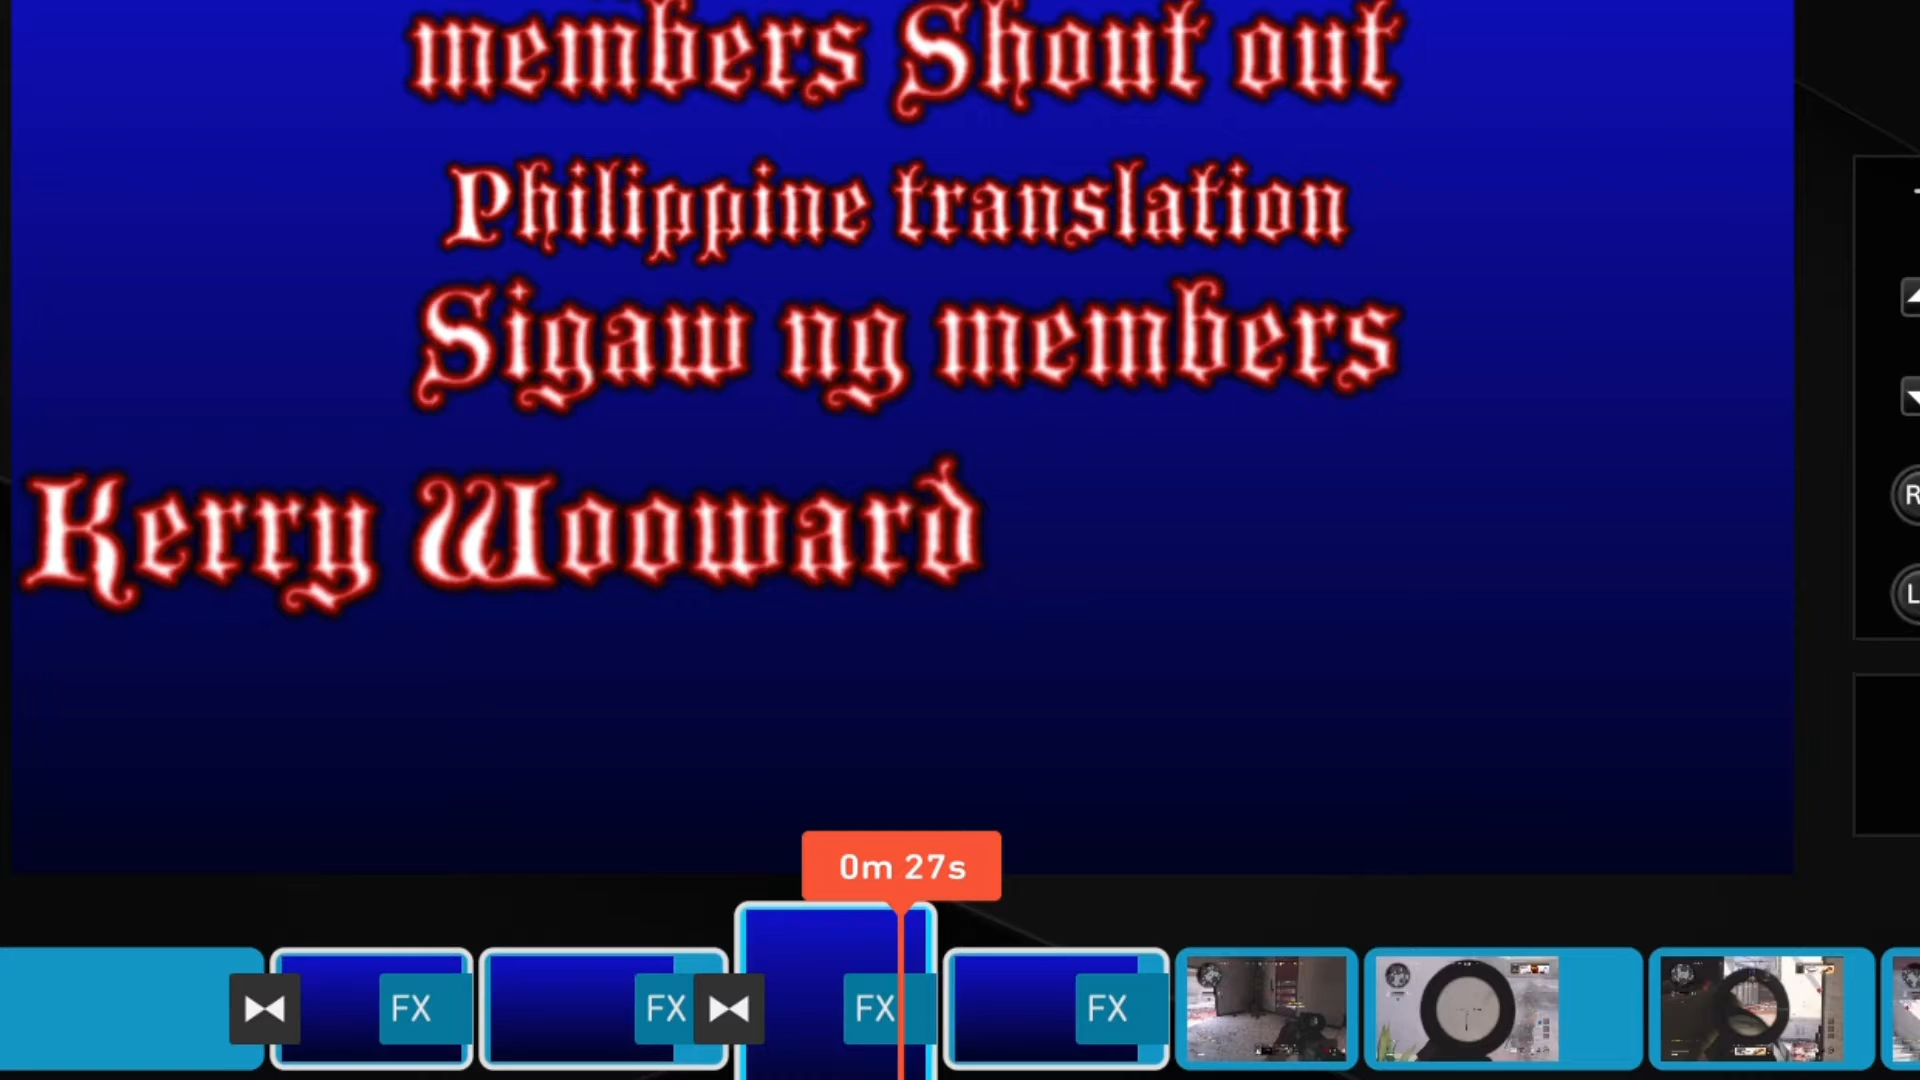 members Shout out
Philippine translation
Sigaw ng members
Kerry Wooward
R
L
0m 27s
FX
FX
FX
FX